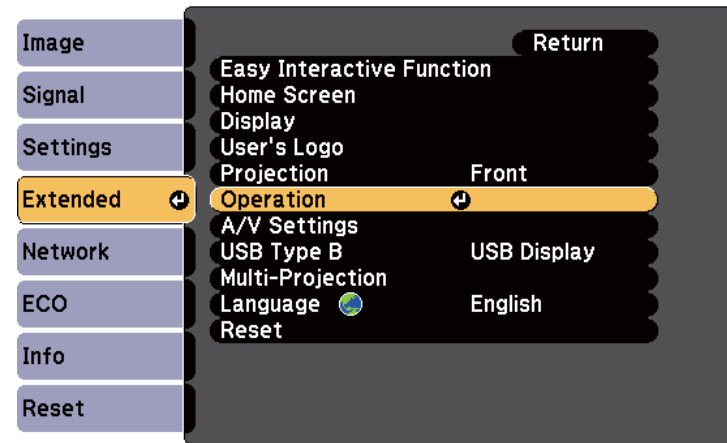 Image
Signal
Settings
Extended
Network
ECO
Info
Reset
Return
Easy Interactive Function
Home Screen
Display
User's Logo
Projection Front
Operation
A/V Settings
USB Type B USB Display
Multi-Projection
Language English
Reset